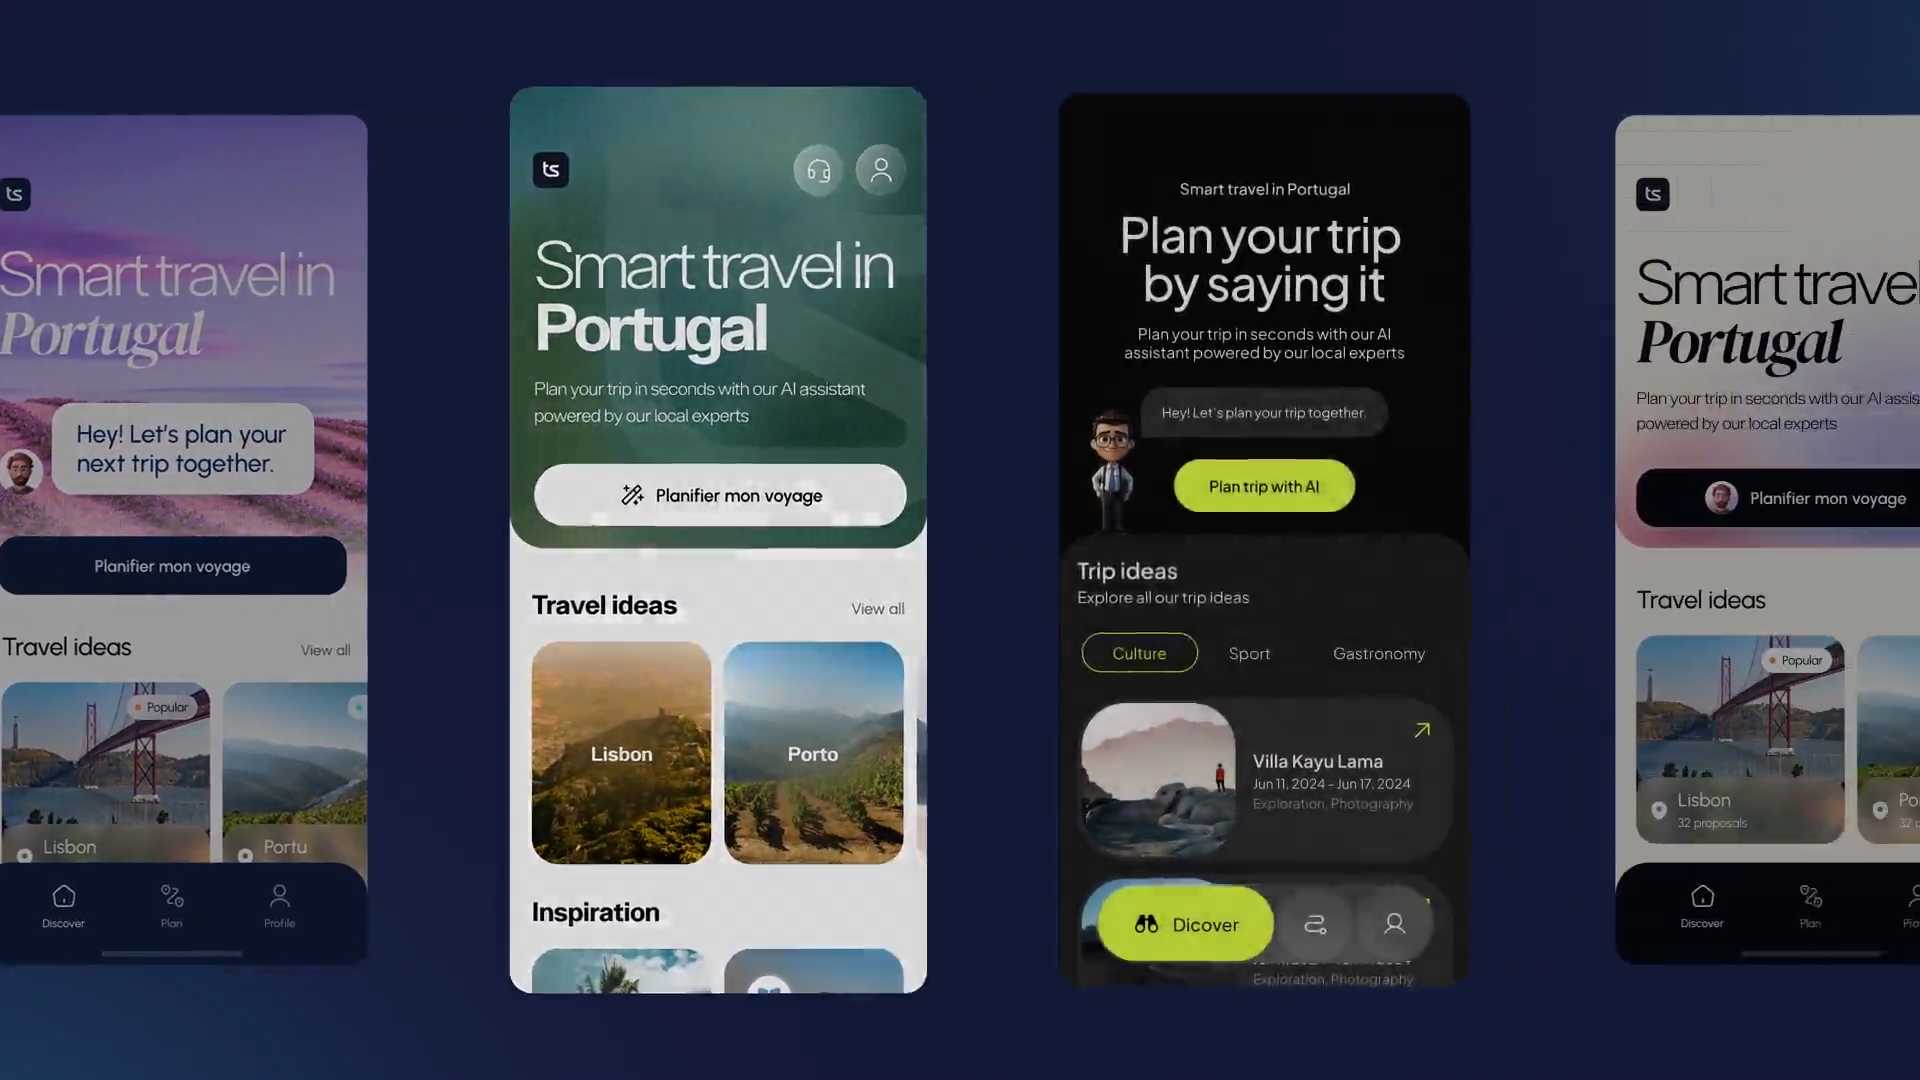 ts
Smart travel in
Portugal
Hey! Let's plan your
next trip together.
Planifier mon voyage
Travel ideas
View all
Popular
Lisbon
Portu
Discover
Plan
Profile
ts
Smart travel in
Portugal
Plan your trip in seconds with our AI assistant
powered by our local experts
Planifier mon voyage
Travel ideas
View all
Lisbon
Porto
Inspiration
Smart travel in Portugal
Plan your trip
by saying it
Plan your trip in seconds with our AI
assistant powered by our local experts
Hey! Let's plan your trip together.
Plan trip with AI
Trip ideas
Explore all our trip ideas
Culture
Sport
Gastronomy
Villa Kayu Lama
Jun 11, 2024 - Jun 17, 2024
Exploration, Photography
Dicover
Exploration, Photography
ts
Smart travel
Portugal
Plan your trip in seconds with our AI assis
powered by our local experts
Planifier mon voyage
Travel ideas
Popular
Lisbon
32 proposals
Po
32
Discover
Plan